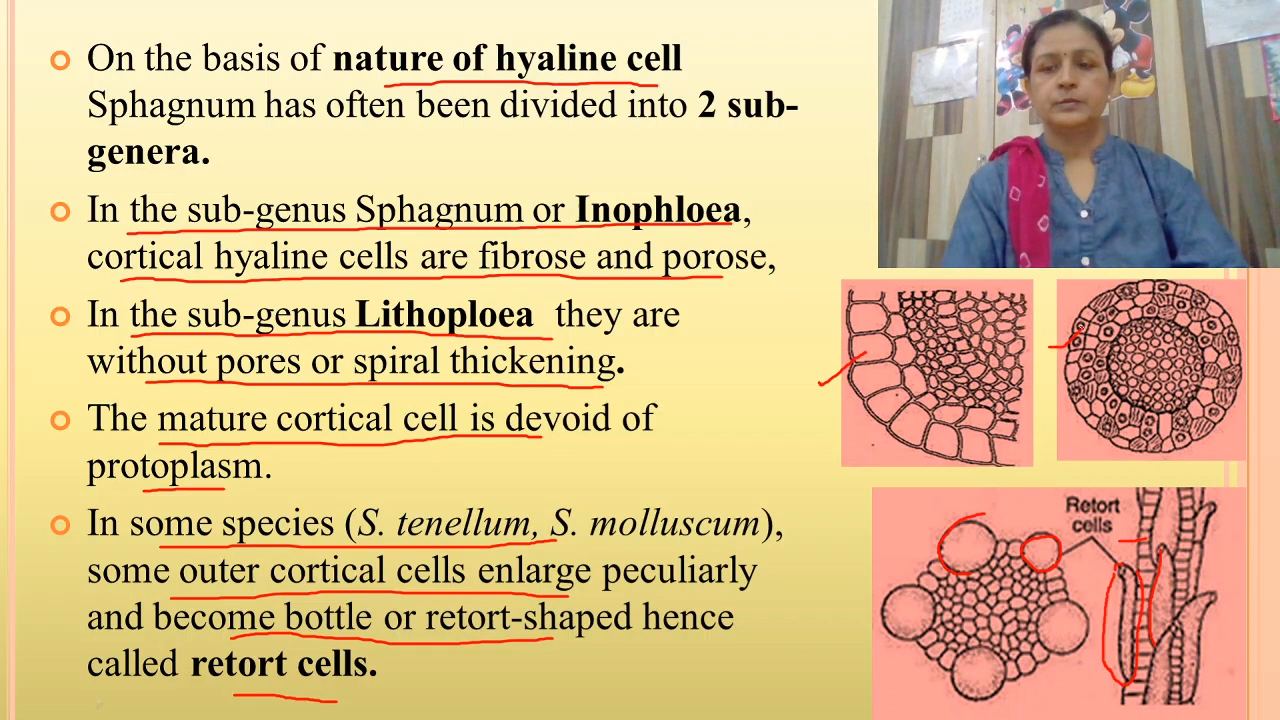 On the basis of nature of hyaline cell
Sphagnum has often been divided into 2 sub-
genera.
In the sub-genus Sphagnum or Inophloea,
cortical hyaline cells are fibrose and porose,
In the sub-genus Lithoploea they are
without pores or spiral thickening.
The mature cortical cell is devoid of
protoplasm.
In some species (S. tenellum, S. molluscum),
some outer cortical cells enlarge peculiarly
and become bottle or retort-shaped hence
called retort cells.
Retort
cells